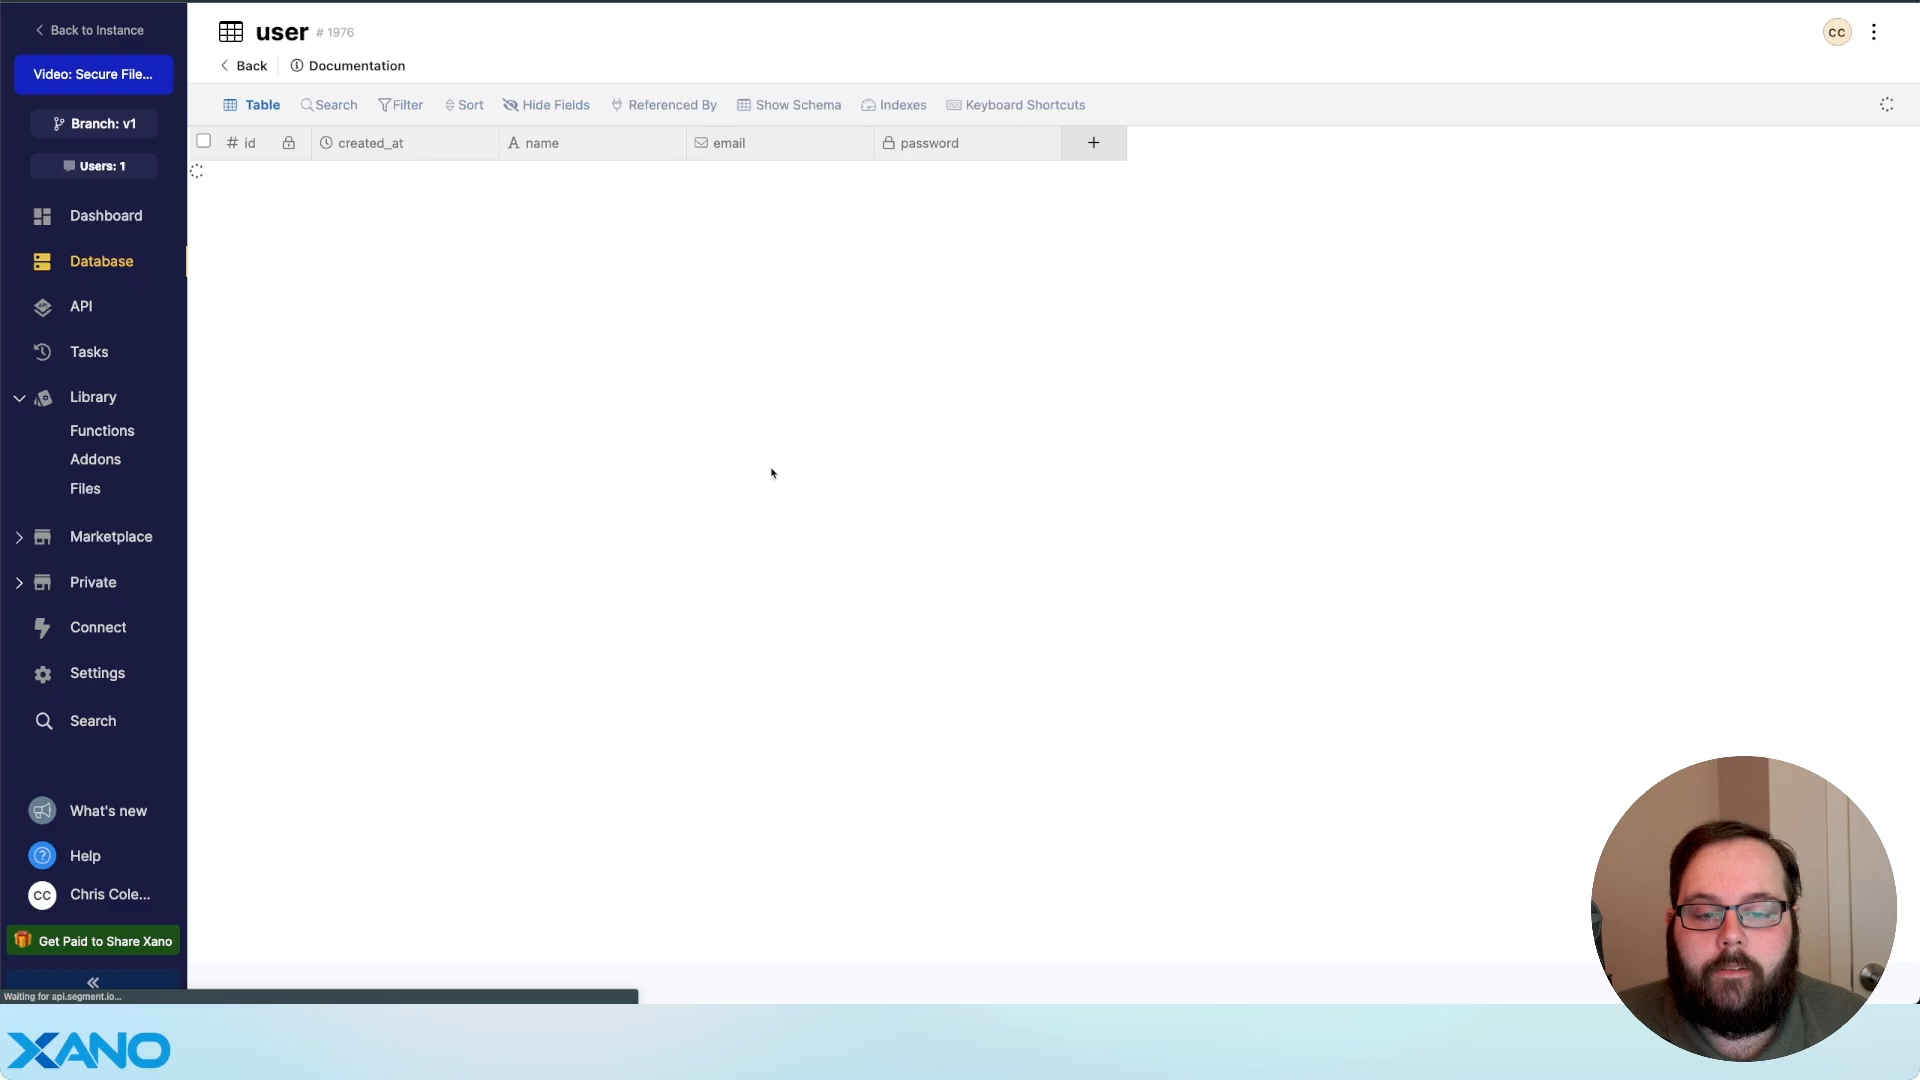 Back to Instance
Video: Secure File...
Branch: v1
Users: 1
Dashboard
Database
API
Tasks
Library
Functions
Addons
Files
Marketplace
Private
Connect
Settings
Search
What's new
Help
CC Chris Cole...
Get Paid to Share Xano
Waiting for api.segment.io...
user # 1976
CC
Back Documentation
Table Search Filter Sort Hide Fields Referenced By Show Schema Indexes Keyboard Shortcuts
# id created_at A name email password +
XANO